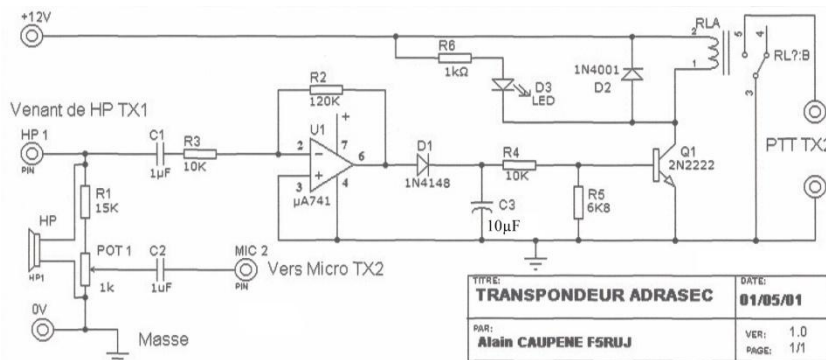 +12V
RLA
2
1
5
4
3
RL?:B
R6
1kΩ
D3
LED
1N4001
D2
R2
120K
Venant de HP TX1
HP 1
PIN
C1
1µF
R3
10K
U1
+
7
2
6
3
4
µA741
D1
1N4148
R4
10K
Q1
2N2222
PTT TX2
R1
15K
R5
6K8
C3
10µF
HP
HP1
POT 1
1k
C2
1uF
MIC 2
PIN
Vers Micro TX2
0V
Masse
TITRE:
TRANSPONDEUR ADRASEC
DATE:
01/05/01
PAR:
Alain CAUPENE F5RUJ
VER: 1.0
PAGE: 1/1